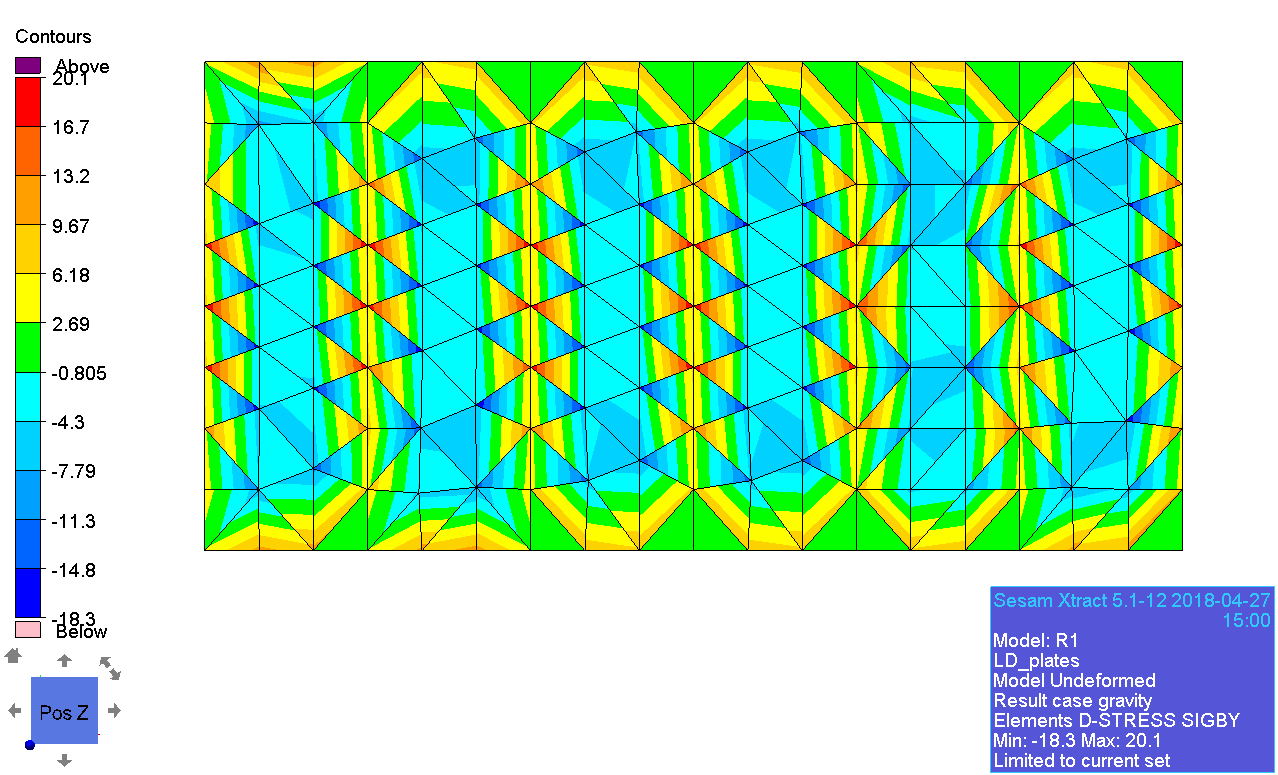 Contours
Above
20.1
16.7
13.2
9.67
6.18
2.69
-0.805
-4.3
-7.79
-11.3
-14.8
-18.3
Below
Pos Z
Sesam Xtract 5.1-12 2018-04-27
15:00
Model: R1
LD_plates
Model Undeformed
Result case gravity
Elements D-STRESS SIGBY
Min: -18.3 Max: 20.1
Limited to current set